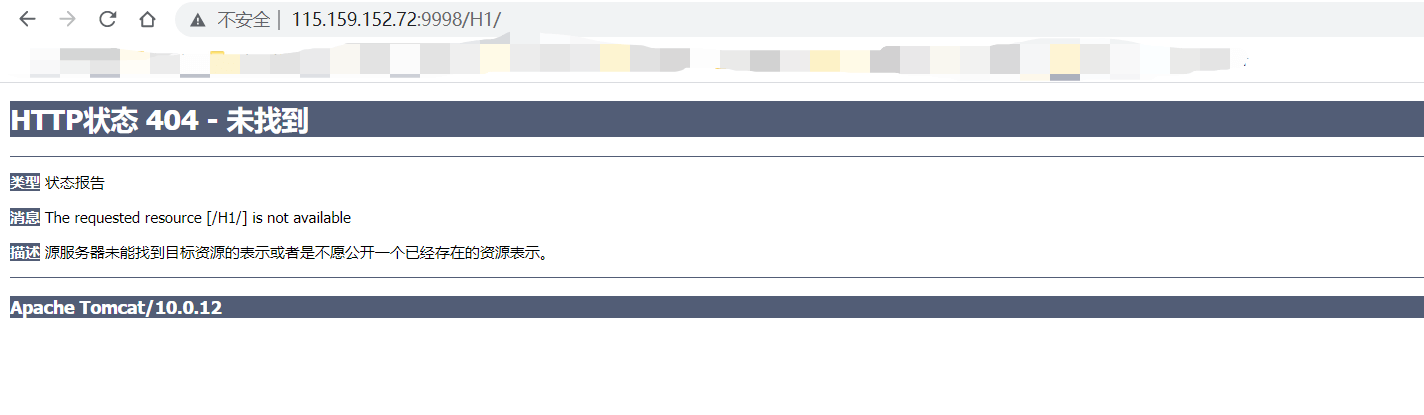 不安全 | 115.159.152.72:9998/H1/
HTTP状态 404 - 未找到
类型 状态报告
消息 The requested resource [/H1/] is not available
描述 源服务器未能找到目标资源的表示或者是不愿公开一个已经存在的资源表示。
Apache Tomcat/10.0.12